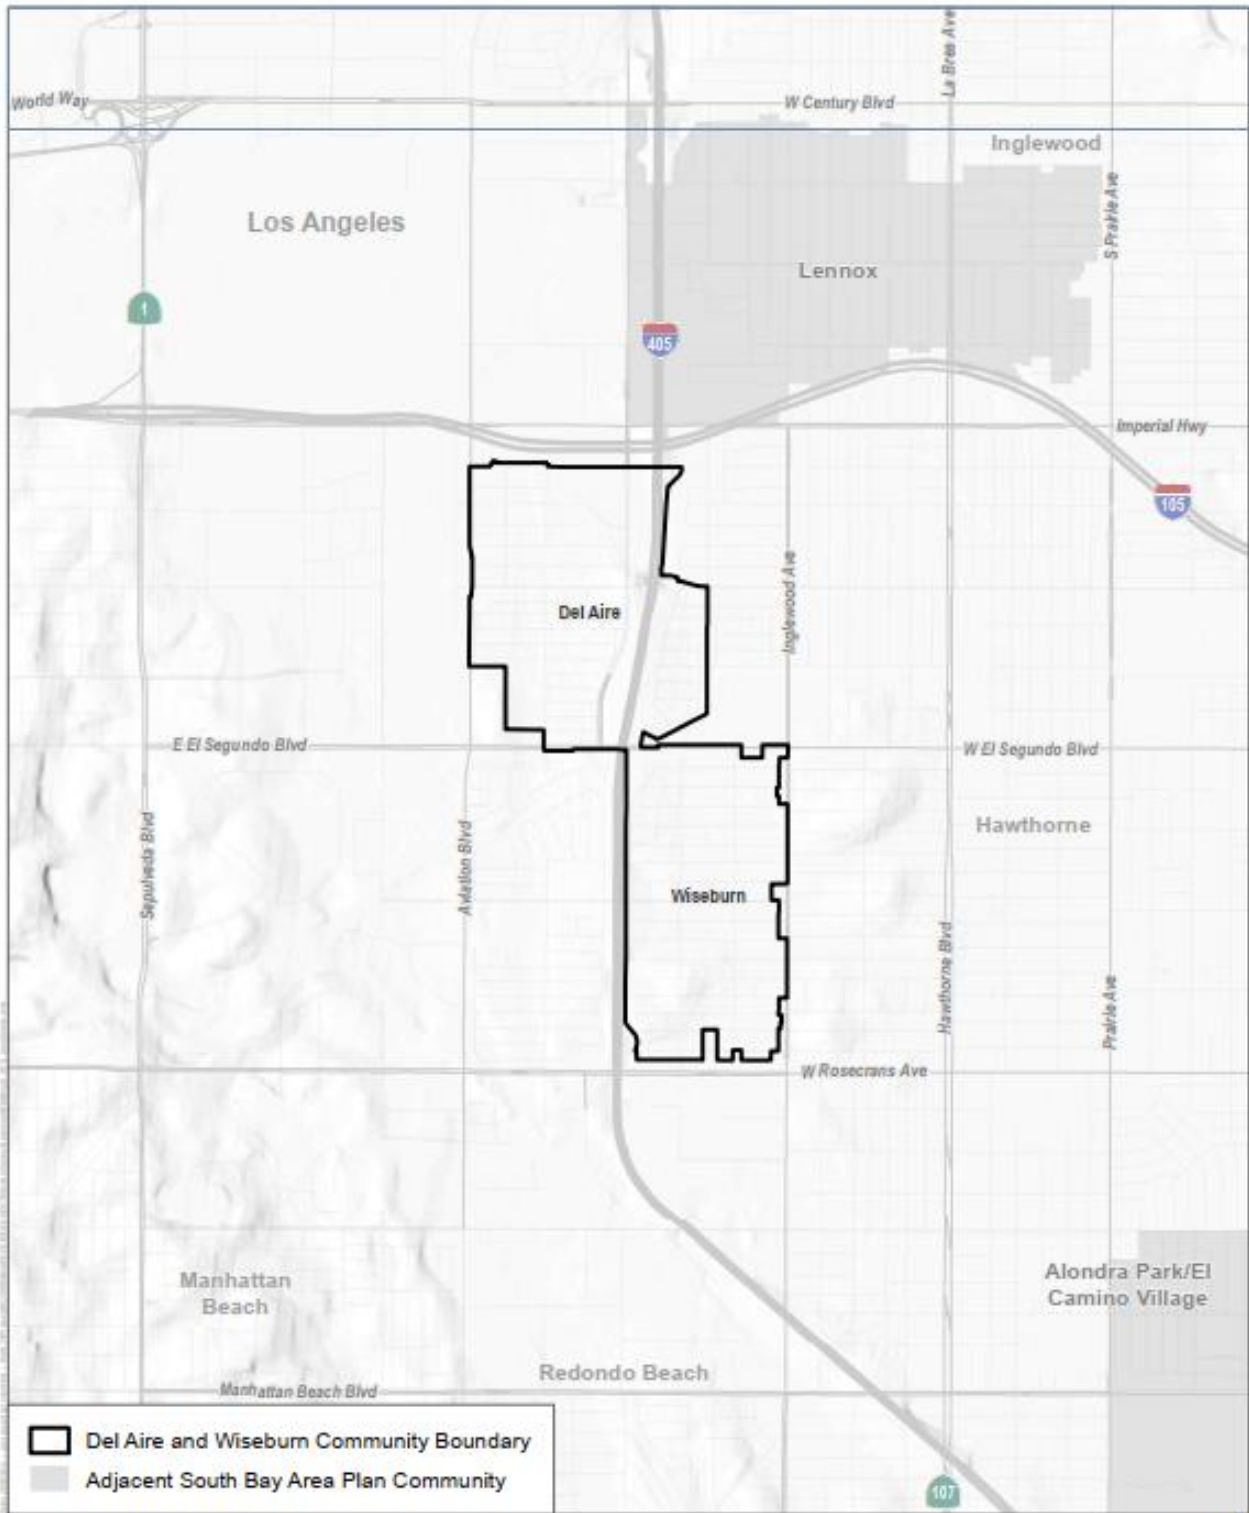 La Brea Ave
World Way
W Century Blvd
Inglewood
S Prairie Ave
Los Angeles
Lennox
1
405
Imperial Hwy
105
Inglewood Ave
Del Aire
E El Segundo Blvd
W El Segundo Blvd
Sepulveda Blvd
Aviation Blvd
Hawthorne
Wiseburn
Hawthorne Blvd
Prairie Ave
W Rosecrans Ave
Manhattan
Beach
Alondra Park/El
Camino Village
Redondo Beach
Manhattan Beach Blvd
Del Aire and Wiseburn Community Boundary
Adjacent South Bay Area Plan Community
107